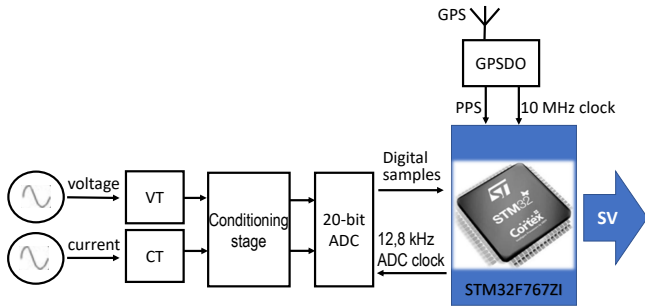 GPS
GPSDO
PPS
10 MHz clock
voltage
VT
current
CT
Conditioning
stage
20-bit
ADC
Digital
samples
12,8 kHz
ADC clock
STM32
Cortex
STM32F767ZI
SV